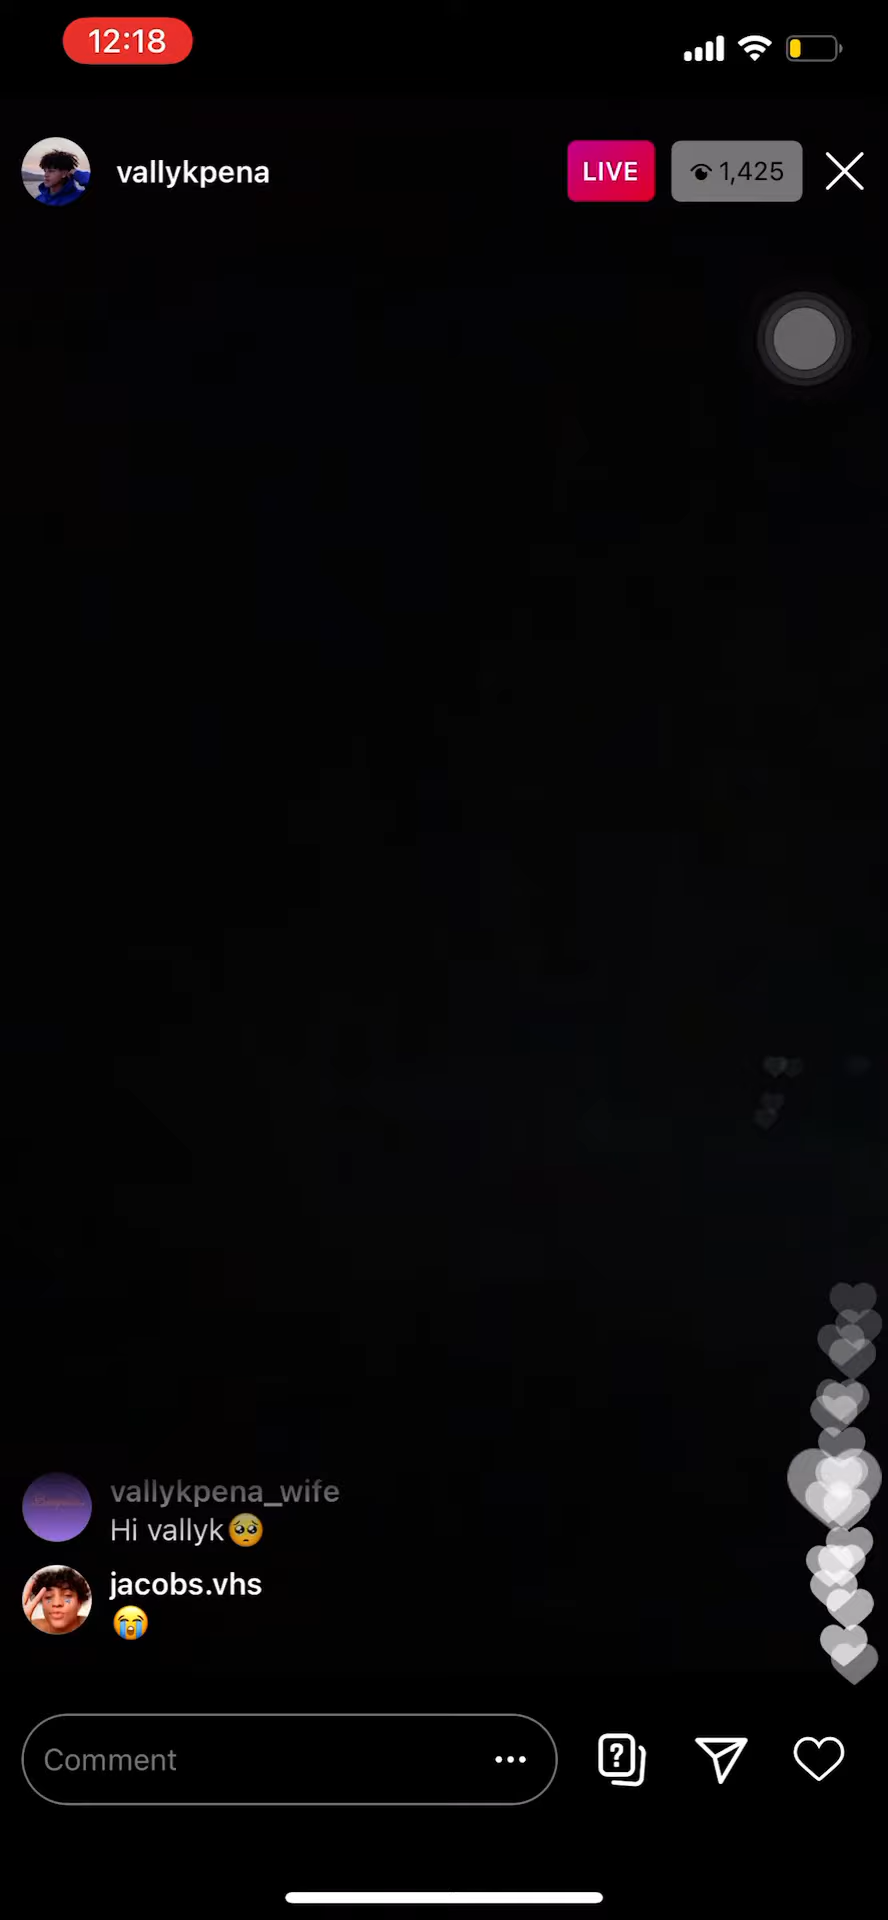 12:18
vallykpena
LIVE
1,425
vallykpena_wife
Hi vallyk🥺
jacobs.vhs
😭
Comment